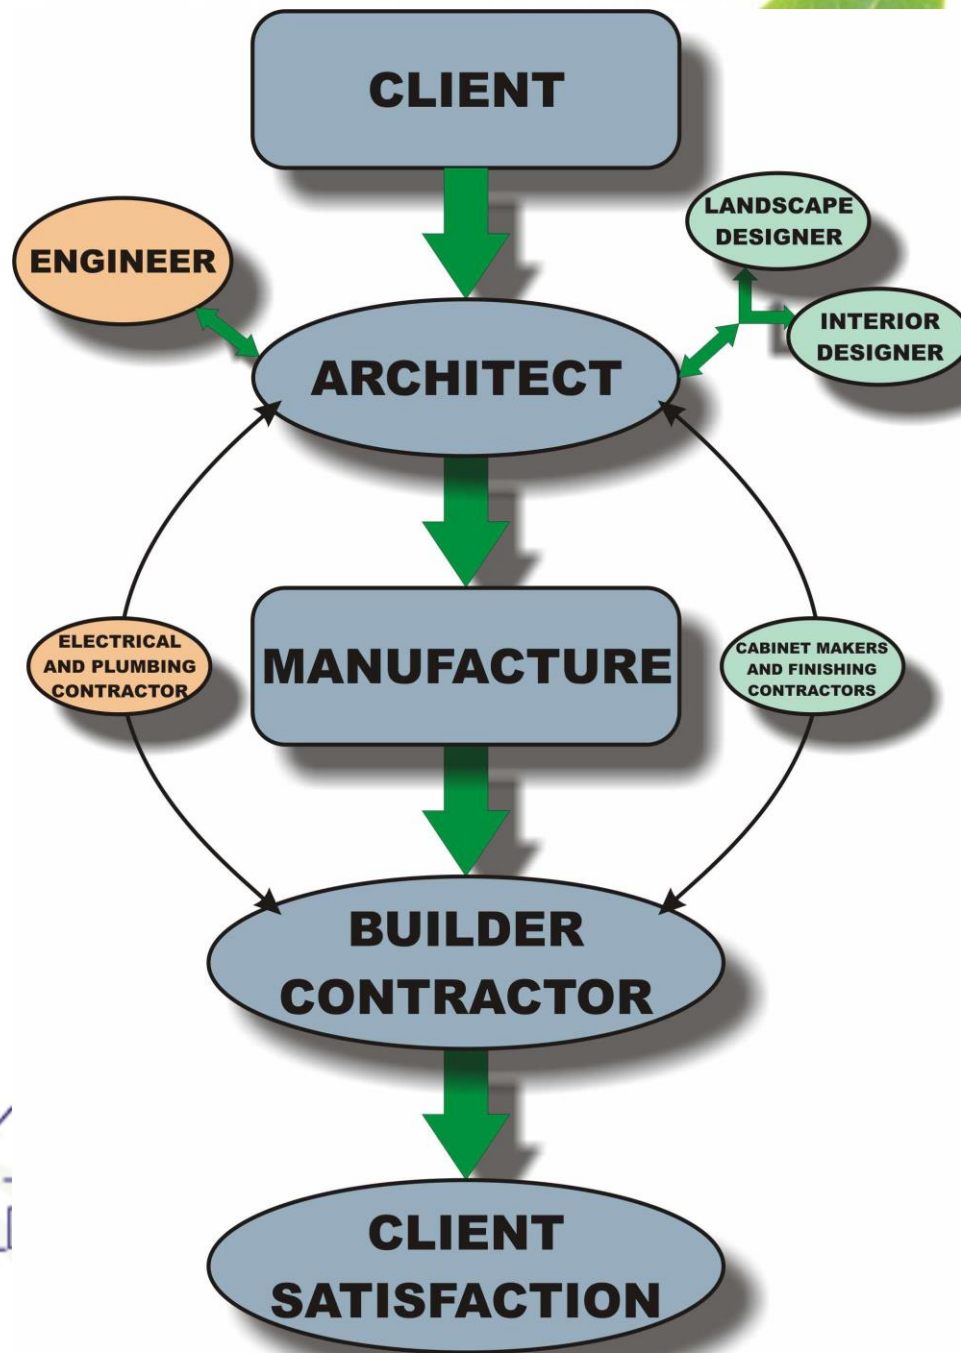 CLIENT
LANDSCAPE
DESIGNER
ENGINEER
INTERIOR
DESIGNER
ARCHITECT
ELECTRICAL
AND PLUMBING
CONTRACTOR
MANUFACTURE
CABINET MAKERS
AND FINISHING
CONTRACTORS
BUILDER
CONTRACTOR
CLIENT
SATISFACTION